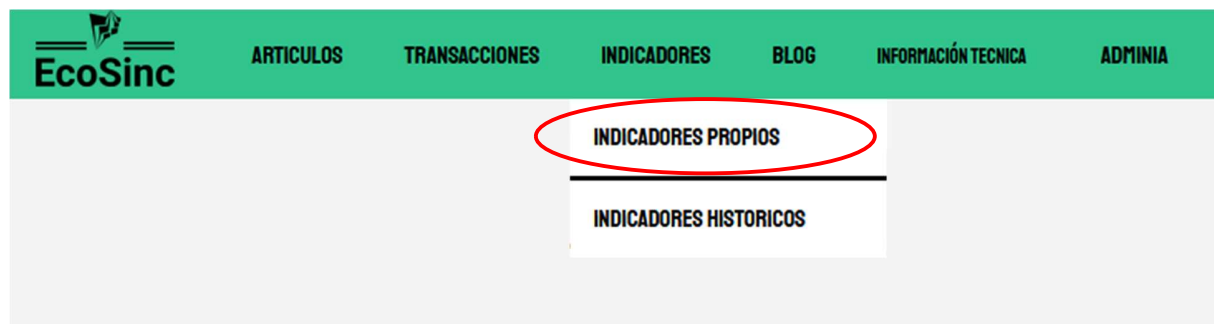 EcoSinc
ARTICULOS TRANSACCIONES INDICADORES BLOG INFORMACIÓN TECNICA ADMINIA
INDICADORES PROPIOS
INDICADORES HISTORICOS